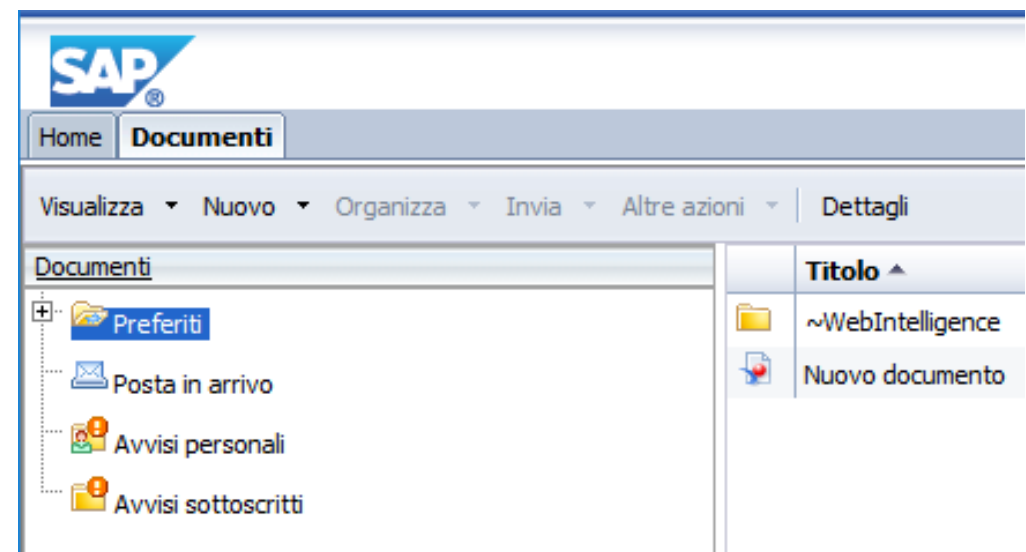 SAP®
Home Documenti
Visualizza Nuovo Organizza Invia Altre azioni Dettagli
Documenti
Preferiti
Posta in arrivo
Avvisi personali
Avvisi sottoscritti
Titolo
~WebIntelligence
Nuovo documento